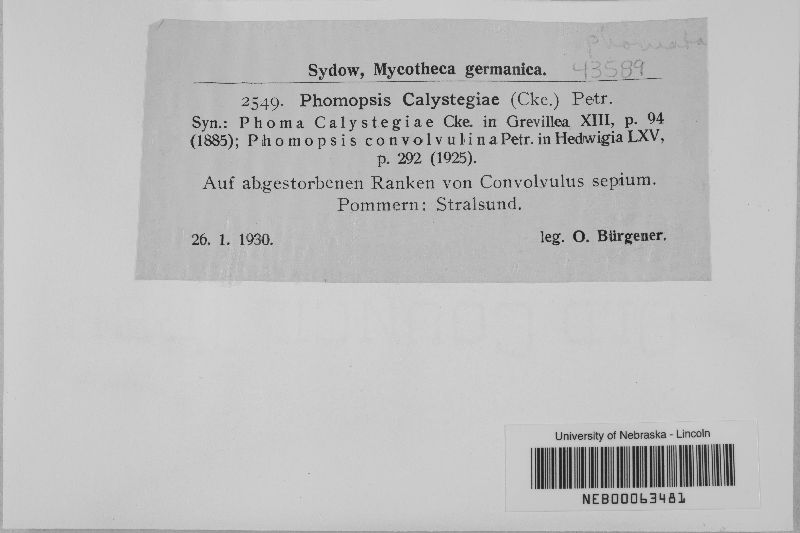 Sydow, Mycotheca germanica. 43589
2549. Phomopsis Calystegiae (Cke.) Petr.
Syn.: Phoma Calystegiae Cke. in Grevillea XIII, p. 94
(1885); Phomopsis convolvulina Petr. in Hedwigia LXV,
p. 292 (1925).
Auf abgestorbenen Ranken von Convolvulus sepium.
Pommern: Stralsund.
26. 1. 1930. leg. O. Bürgener.
University of Nebraska - Lincoln
NEB00063481